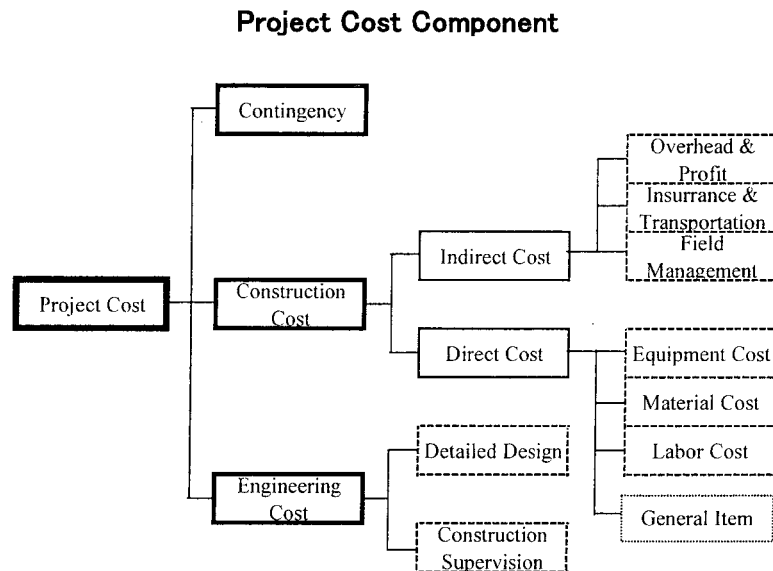 Project Cost Component
Contingency
Overhead &
Profit
Insurrance &
Transportation
Field
Management
Indirect Cost
Project Cost
Construction
Cost
Direct Cost
Equipment Cost
Material Cost
Labor Cost
General Item
Detailed Design
Engineering
Cost
Construction
Supervision